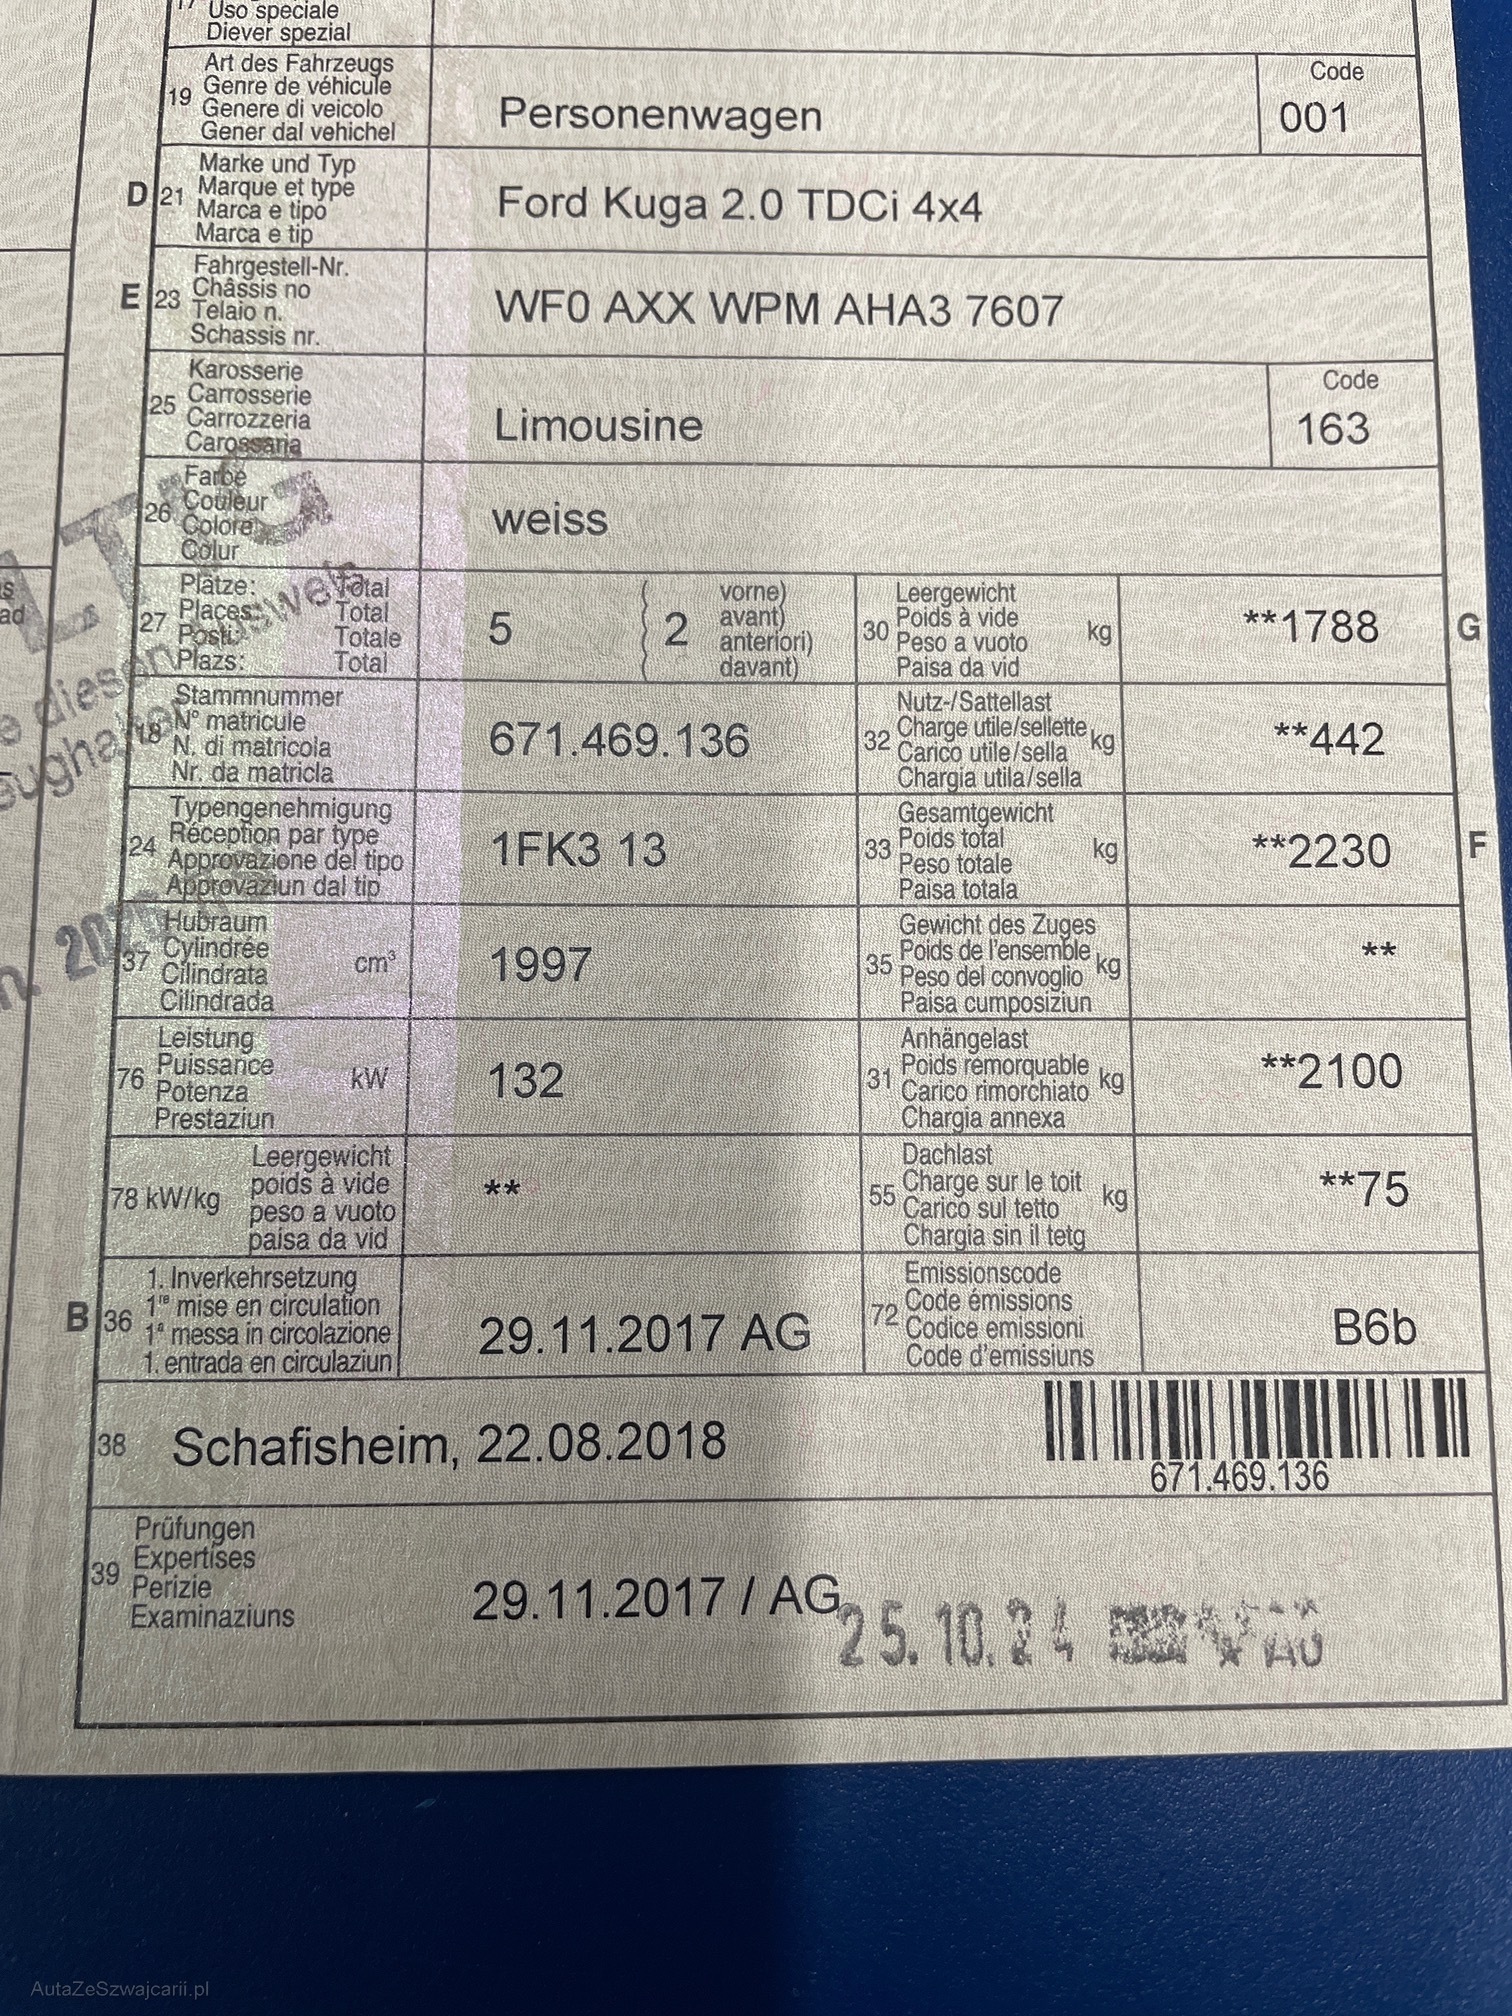 17 Uso speciale
Diever spezial
19 Art des Fahrzeugs
Genre de véhicule
Genere di veicolo
Gener dal vehichel
Personenwagen
Code
001
D 21 Marke und Typ
Marque et type
Marca e tipo
Marca e tip
Ford Kuga 2.0 TDCi 4x4
E 23 Fahrgestell-Nr.
Châssis no
Telaio n.
Schassis nr.
WF0 AXX WPM AHA3 7607
25 Karosserie
Carrosserie
Carrozzeria
Carossaria
Limousine
Code
163
26 Farbe
Couleur
Colore
Colur
weiss
27 Plätze: Total
Places: Total
Posti: Totale
Plazs: Total
5
2
vorne)
avant)
anteriori)
davant)
30 Leergewicht
Poids à vide
Peso a vuoto
Paisa da vid
kg
**1788
G
18 Stammnummer
N° matricule
N. di matricola
Nr. da matricla
671.469.136
32 Nutz-/Sattellast
Charge utile/sellette
Carico utile/sella
Chargia utila/sella
kg
**442
24 Typengenehmigung
Réception par type
Approvazione del tipo
Approvaziun dal tip
1FK3 13
33 Gesamtgewicht
Poids total
Peso totale
Paisa totala
kg
**2230
F
37 Hubraum
Cylindrée
Cilindrata
Cilindrada
cm³
1997
35 Gewicht des Zuges
Poids de l'ensemble
Peso del convoglio
Paisa cumposiziun
kg
**
76 Leistung
Puissance
Potenza
Prestaziun
kW
132
31 Anhängelast
Poids remorquable
Carico rimorchiato
Chargia annexa
kg
**2100
78 kW/kg
Leergewicht
poids à vide
peso a vuoto
paisa da vid
**
55 Dachlast
Charge sur le toit
Carico sul tetto
Chargia sin il tetg
kg
**75
B 36 1. Inverkehrsetzung
1re mise en circulation
1a messa in circolazione
1. entrada en circulaziun
29.11.2017 AG
72 Emissionscode
Code émissions
Codice emissioni
Code d'emissiuns
B6b
38 Schafisheim, 22.08.2018
671.469.136
39 Prüfungen
Expertises
Perizie
Examinaziuns
29.11.2017 / AG
25.10.24
AutaZeSzwajcarii.pl